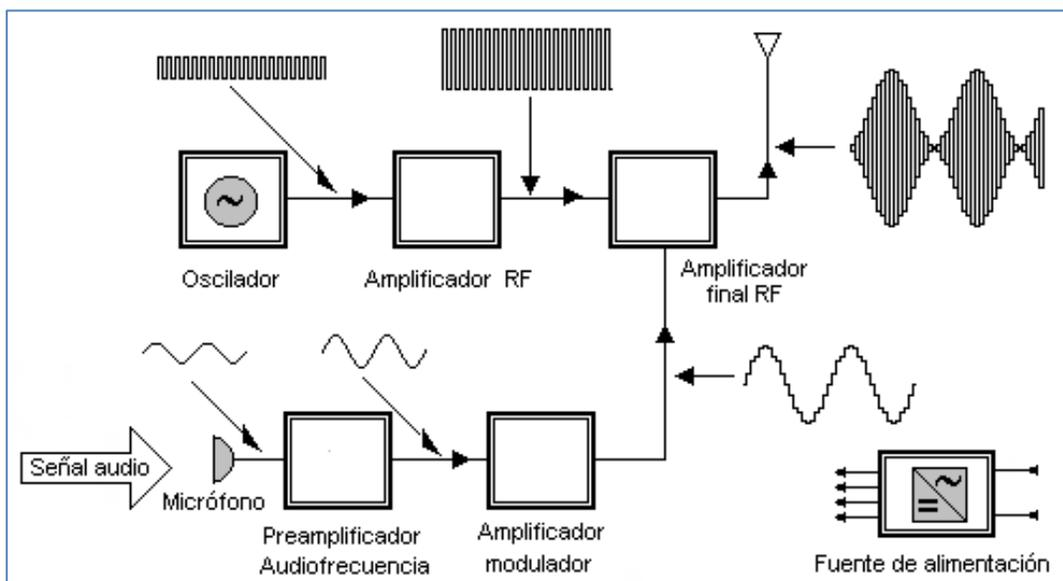 Oscilador
Amplificador RF
Amplificador
final RF
Señal audio
Micrófono
Preamplificador
Audiofrecuencia
Amplificador
modulador
Fuente de alimentación